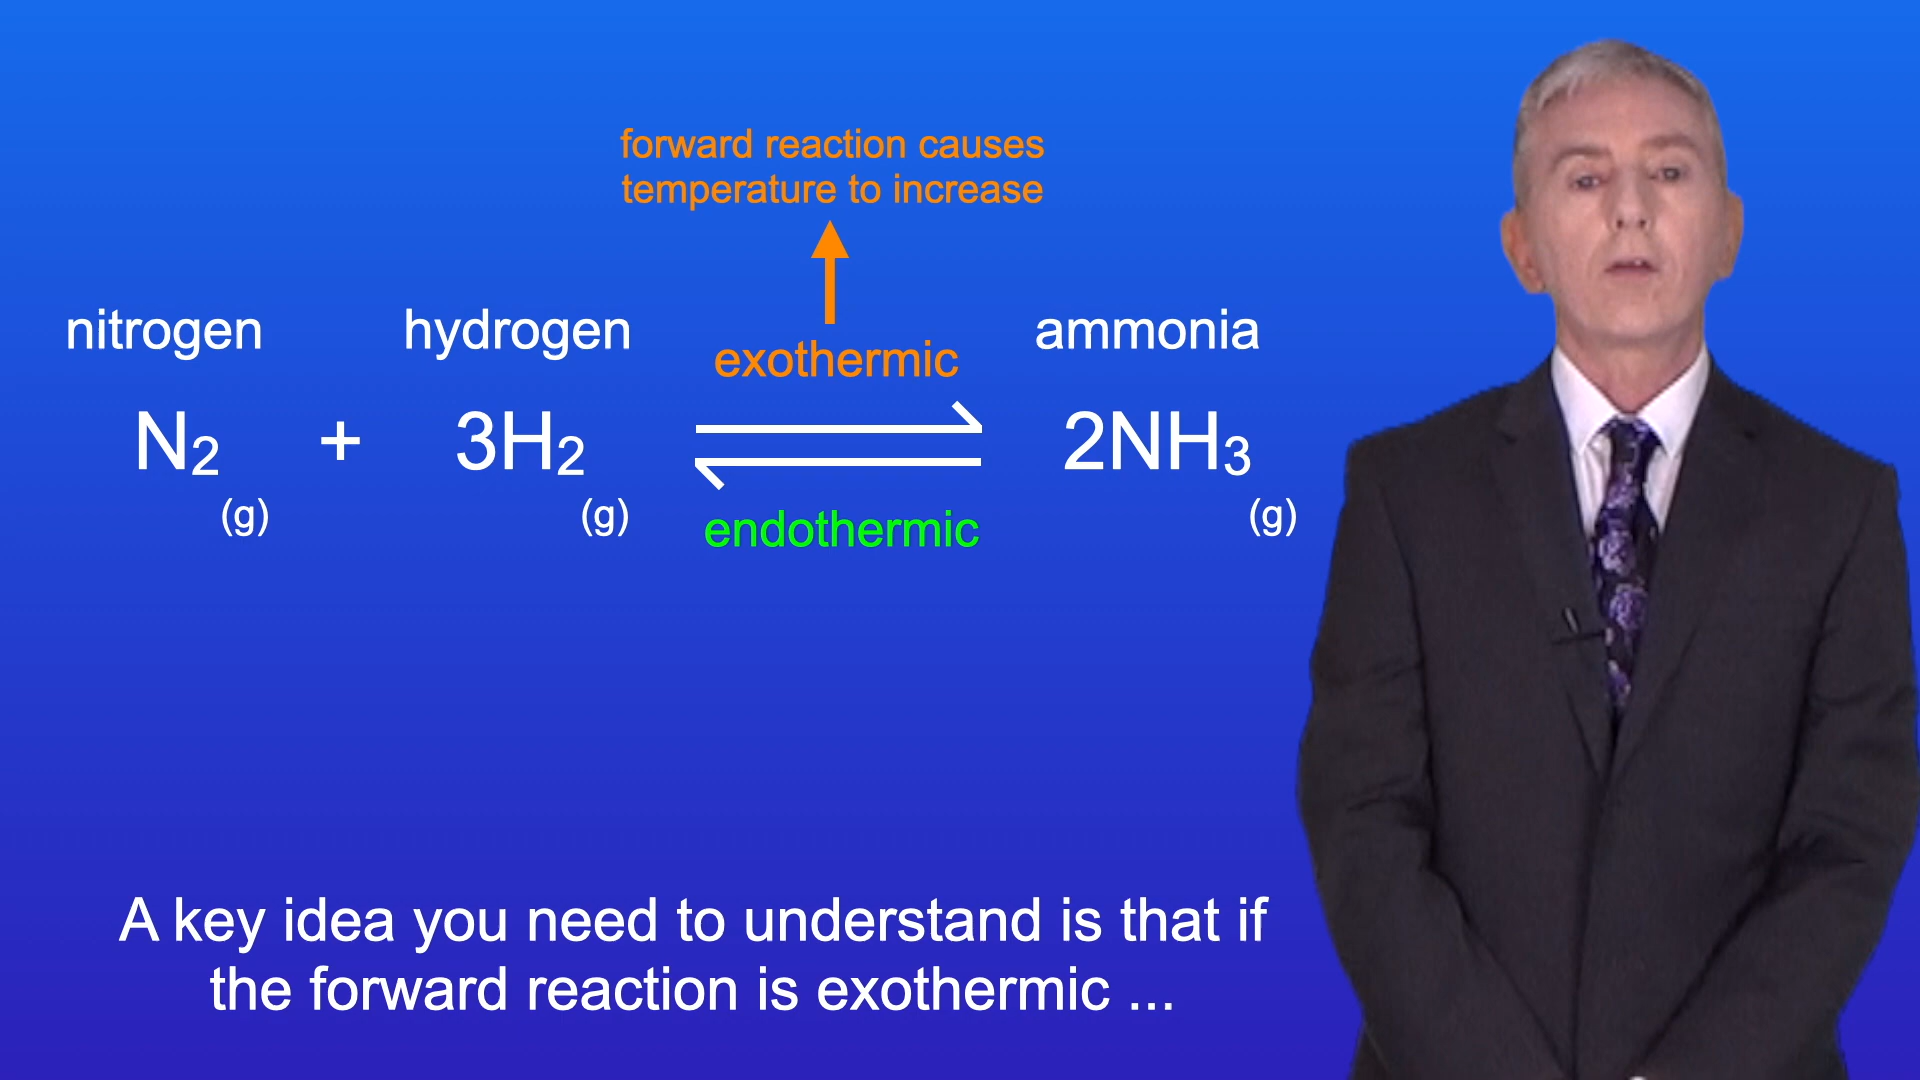 forward reaction causes
temperature to increase
nitrogen hydrogen exothermic ammonia
N₂ + 3H₂ ⇌ 2NH₃
(g) (g) (g)
endothermic
A key idea you need to understand is that if
the forward reaction is exothermic ...